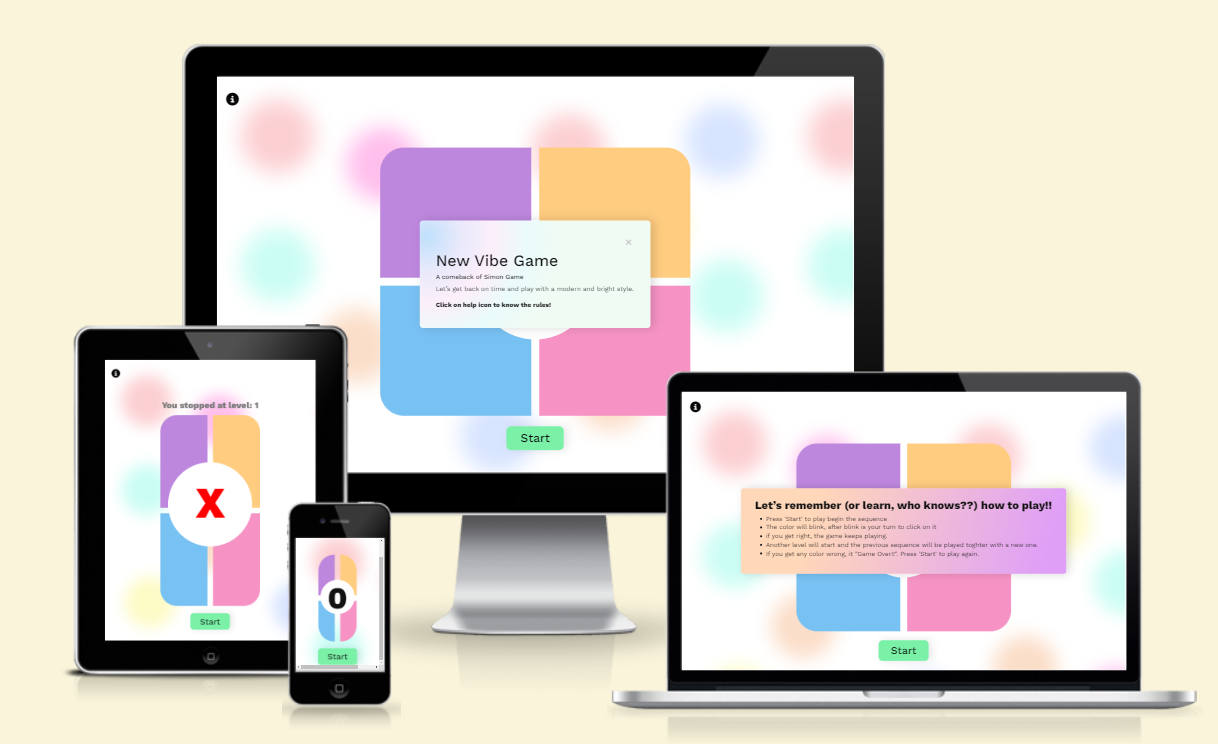 New Vibe Game
A comeback of Simon Game
Let's get back on time and play with a modern and bright style.
Click on help icon to know the rules!
Start
You stopped at level: 1
X
Start
0
Start
Let's remember (or learn, who knows??) how to play!!
Press 'Start' to play begin the sequence
The color will blink, after blink is your turn to click on it
if you get right, the game keeps playing.
Another level will start and the previous sequence will be played toghter with a new one.
If you get any color wrong, it "Game Over!!". Press 'Start' to play again.
Start